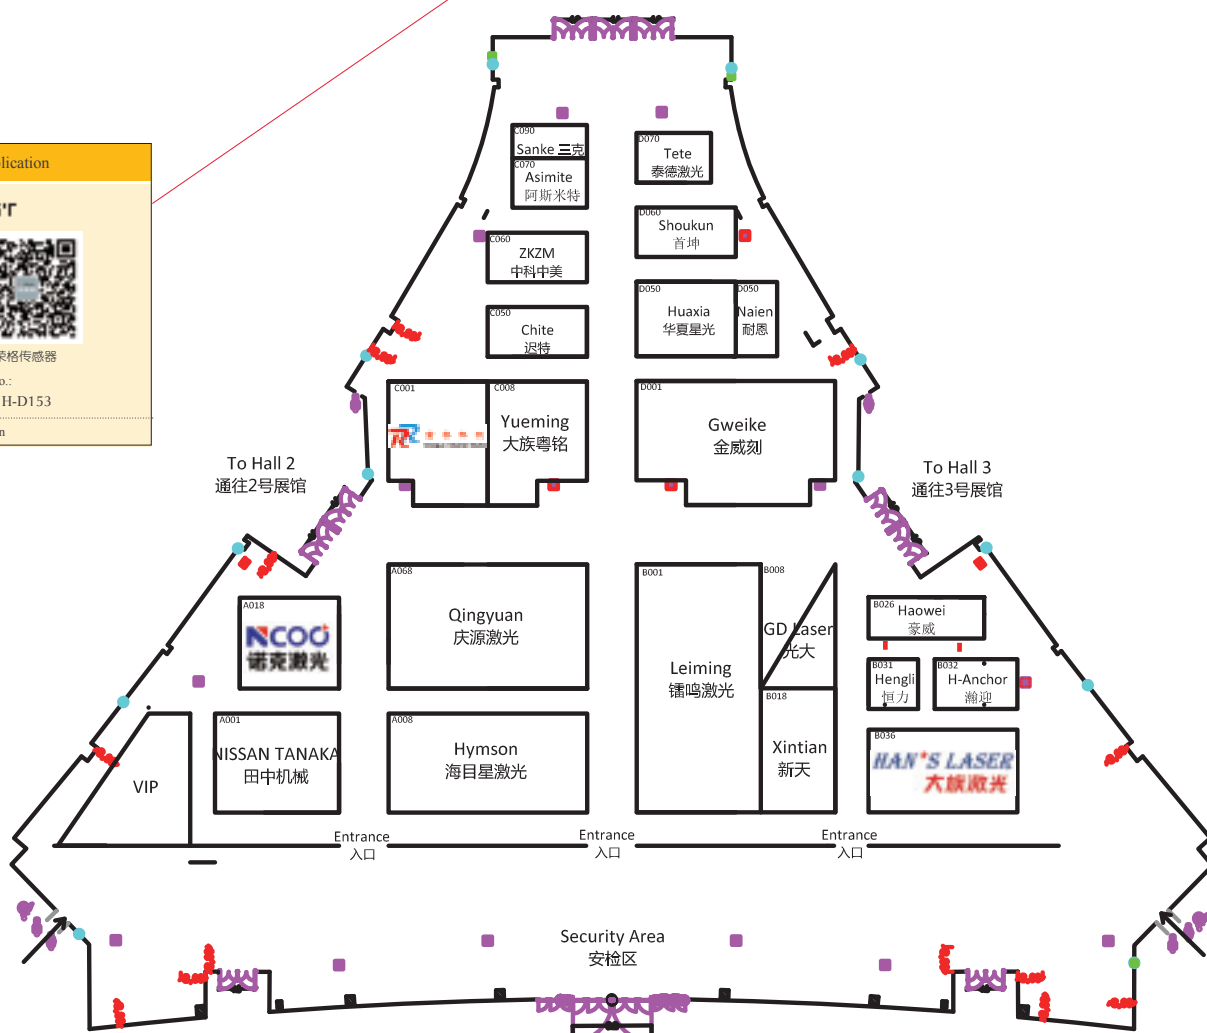 C090
Sanke 三克
C070
Asimite
阿斯米特
D070
Tete
泰德激光
lication
D060
Shoukun
首坤
C060
ZKZM
中科中美
D050
Huaxia
华夏星光
D050
Naien
耐恩
C050
Chite
迟特
荣格传感器
o.:
H-D153
n
C001
C008
Yueming
大族粤铭
D001
Gweike
金威刻
To Hall 2
通往2号展馆
To Hall 3
通往3号展馆
A018
NCOO
诺克激光
A068
Qingyuan
庆源激光
B001
Leiming
镭鸣激光
B008
GD Laser
光大
B026
Haowei
豪威
B031
Hengli
恒力
B032
H-Anchor
瀚迎
VIP
A001
NISSAN TANAKA
田中机械
A008
Hymson
海目星激光
B018
Xintian
新天
B036
HAN'S LASER
大族激光
Entrance
入口
Entrance
入口
Entrance
入口
Security Area
安检区